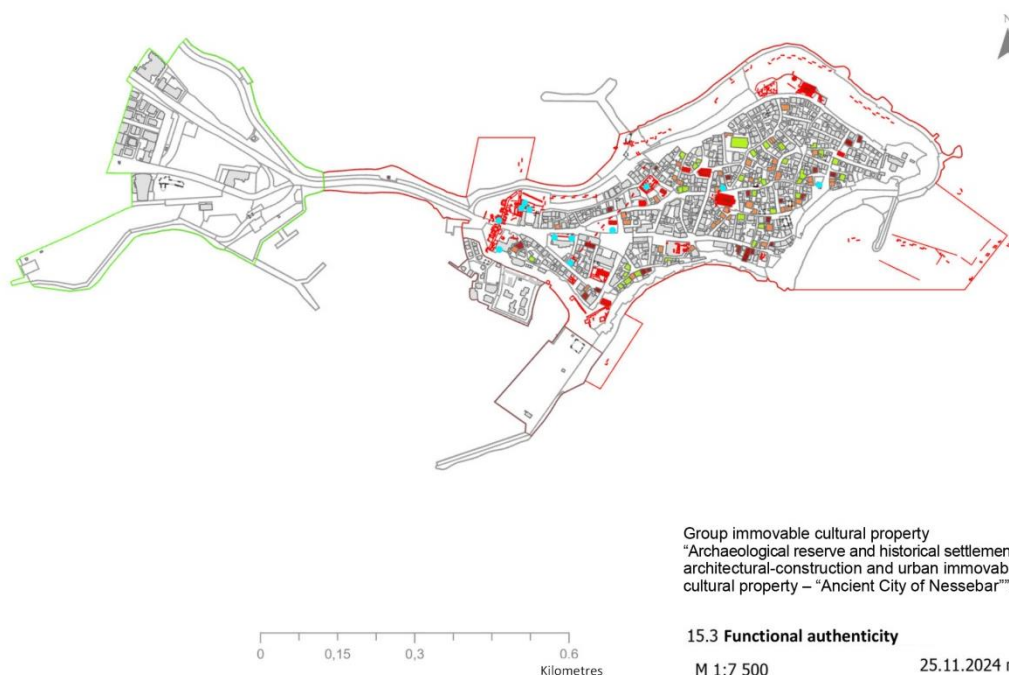 N
Group immovable cultural property
“Archaeological reserve and historical settlemen
architectural-construction and urban immovab
cultural property – “Ancient City of Nessebar””
15.3 Functional authenticity
0 0,15 0,3 0.6
Kilometres
M 1:7 500 25.11.2024 г